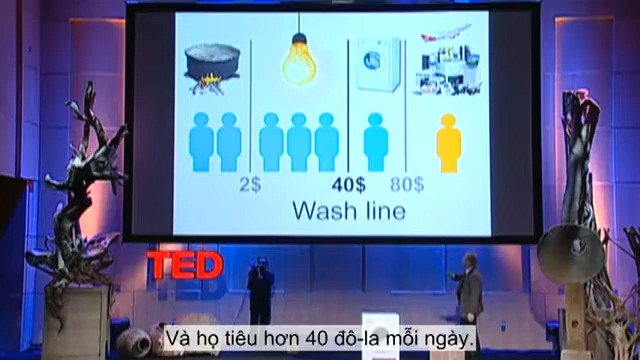 2$ 40$ 80$
Wash line
TED
Và họ tiêu hơn 40 đô-la mỗi ngày.